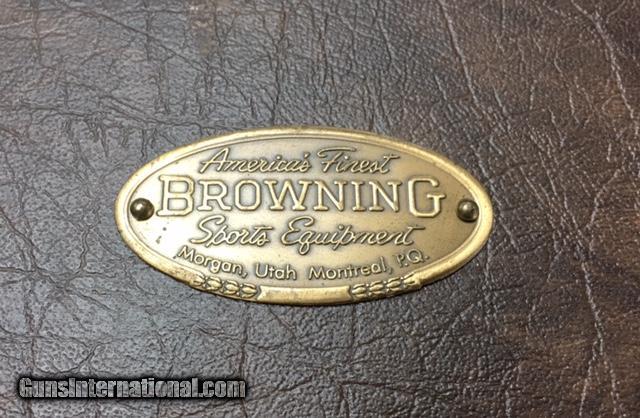 America's Finest
BROWNING
Sports Equipment
Morgan, Utah Montreal, P.Q.
GunsInternational.com